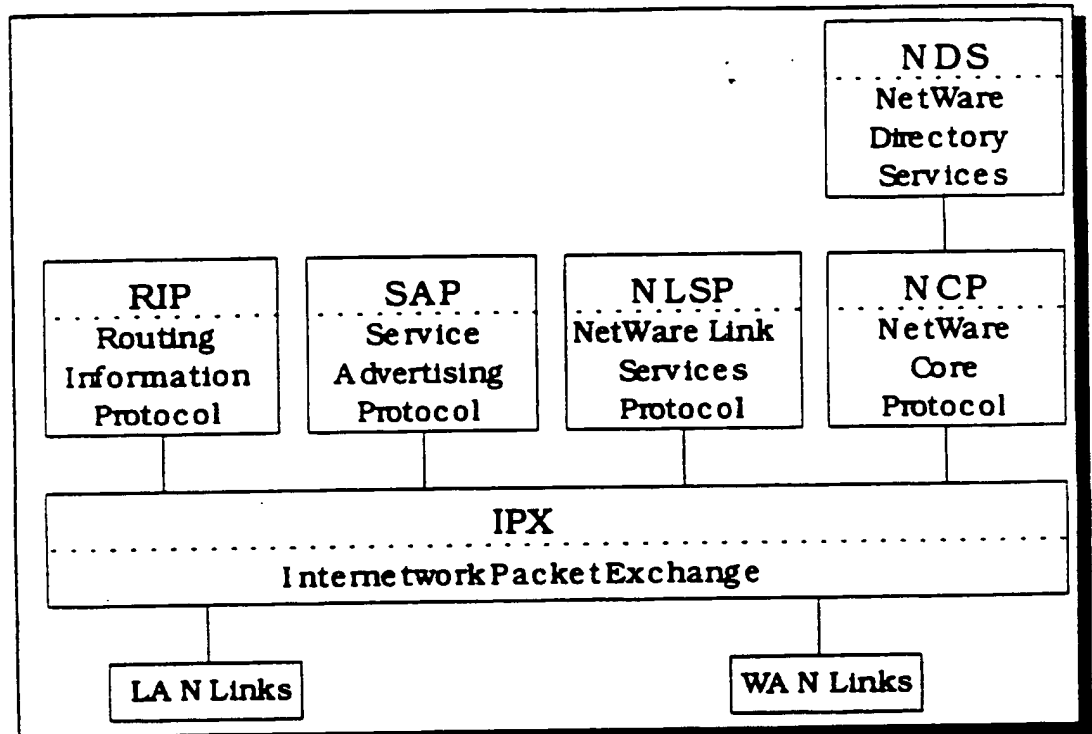 NDS
NetWare
Directory
Services
RIP
Routing
Information
Protocol
SAP
Service
Advertising
Protocol
NLSP
NetWare Link
Services
Protocol
NCP
NetWare
Core
Protocol
IPX
Internetwork Packet Exchange
LAN Links
WAN Links